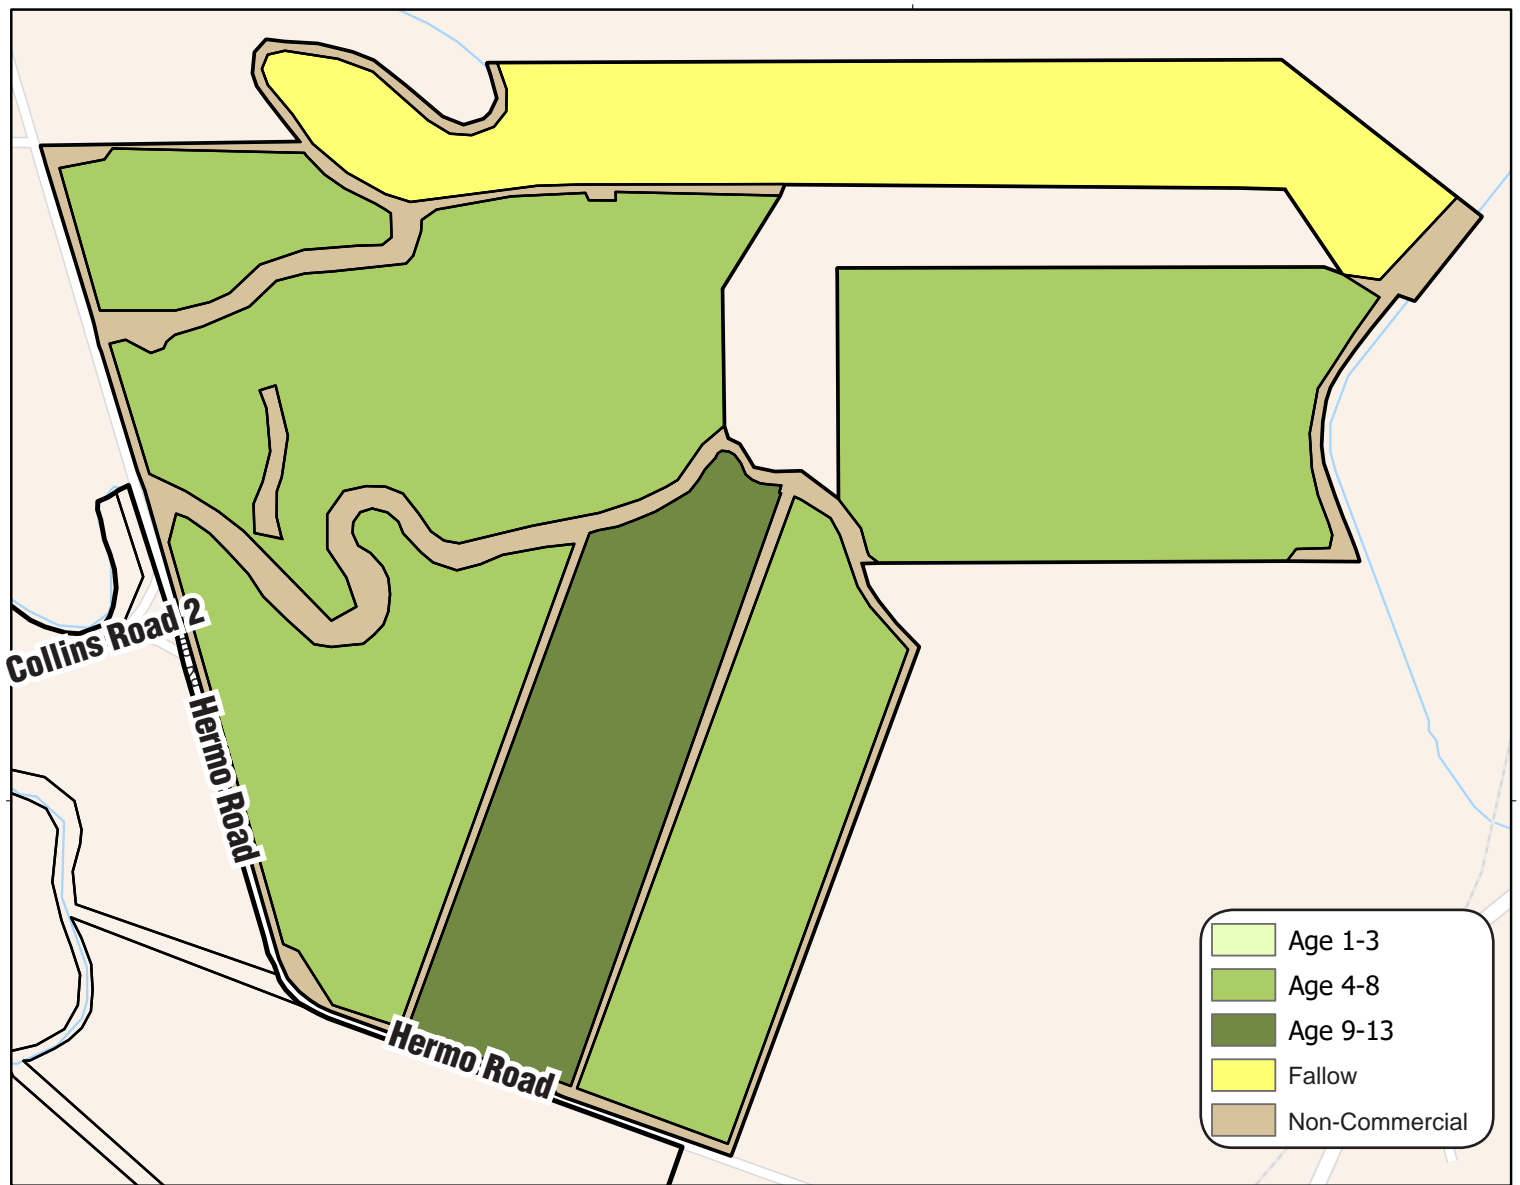 Collins Road 2
Hermo Road
Hermo Road
Age 1-3
Age 4-8
Age 9-13
Fallow
Non-Commercial